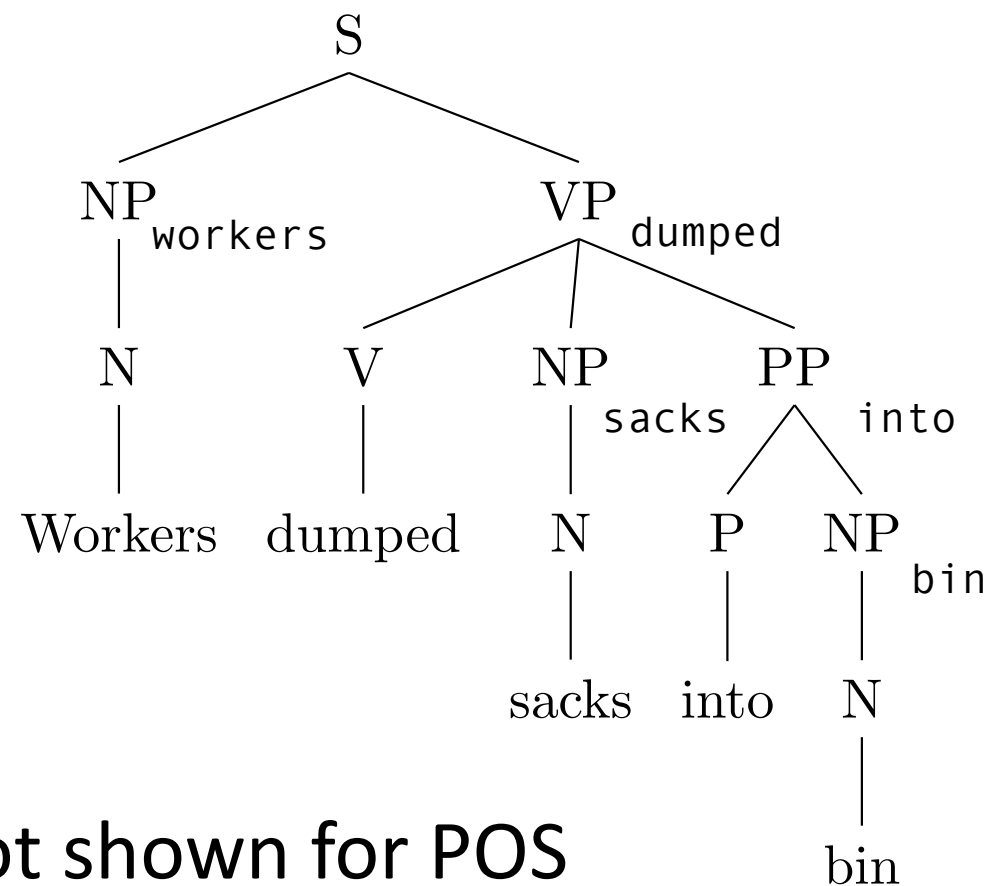 S
NP workers VP dumped
N V NP sacks PP into
Workers dumped N P NP bin
sacks into N
bin
ot shown for POS